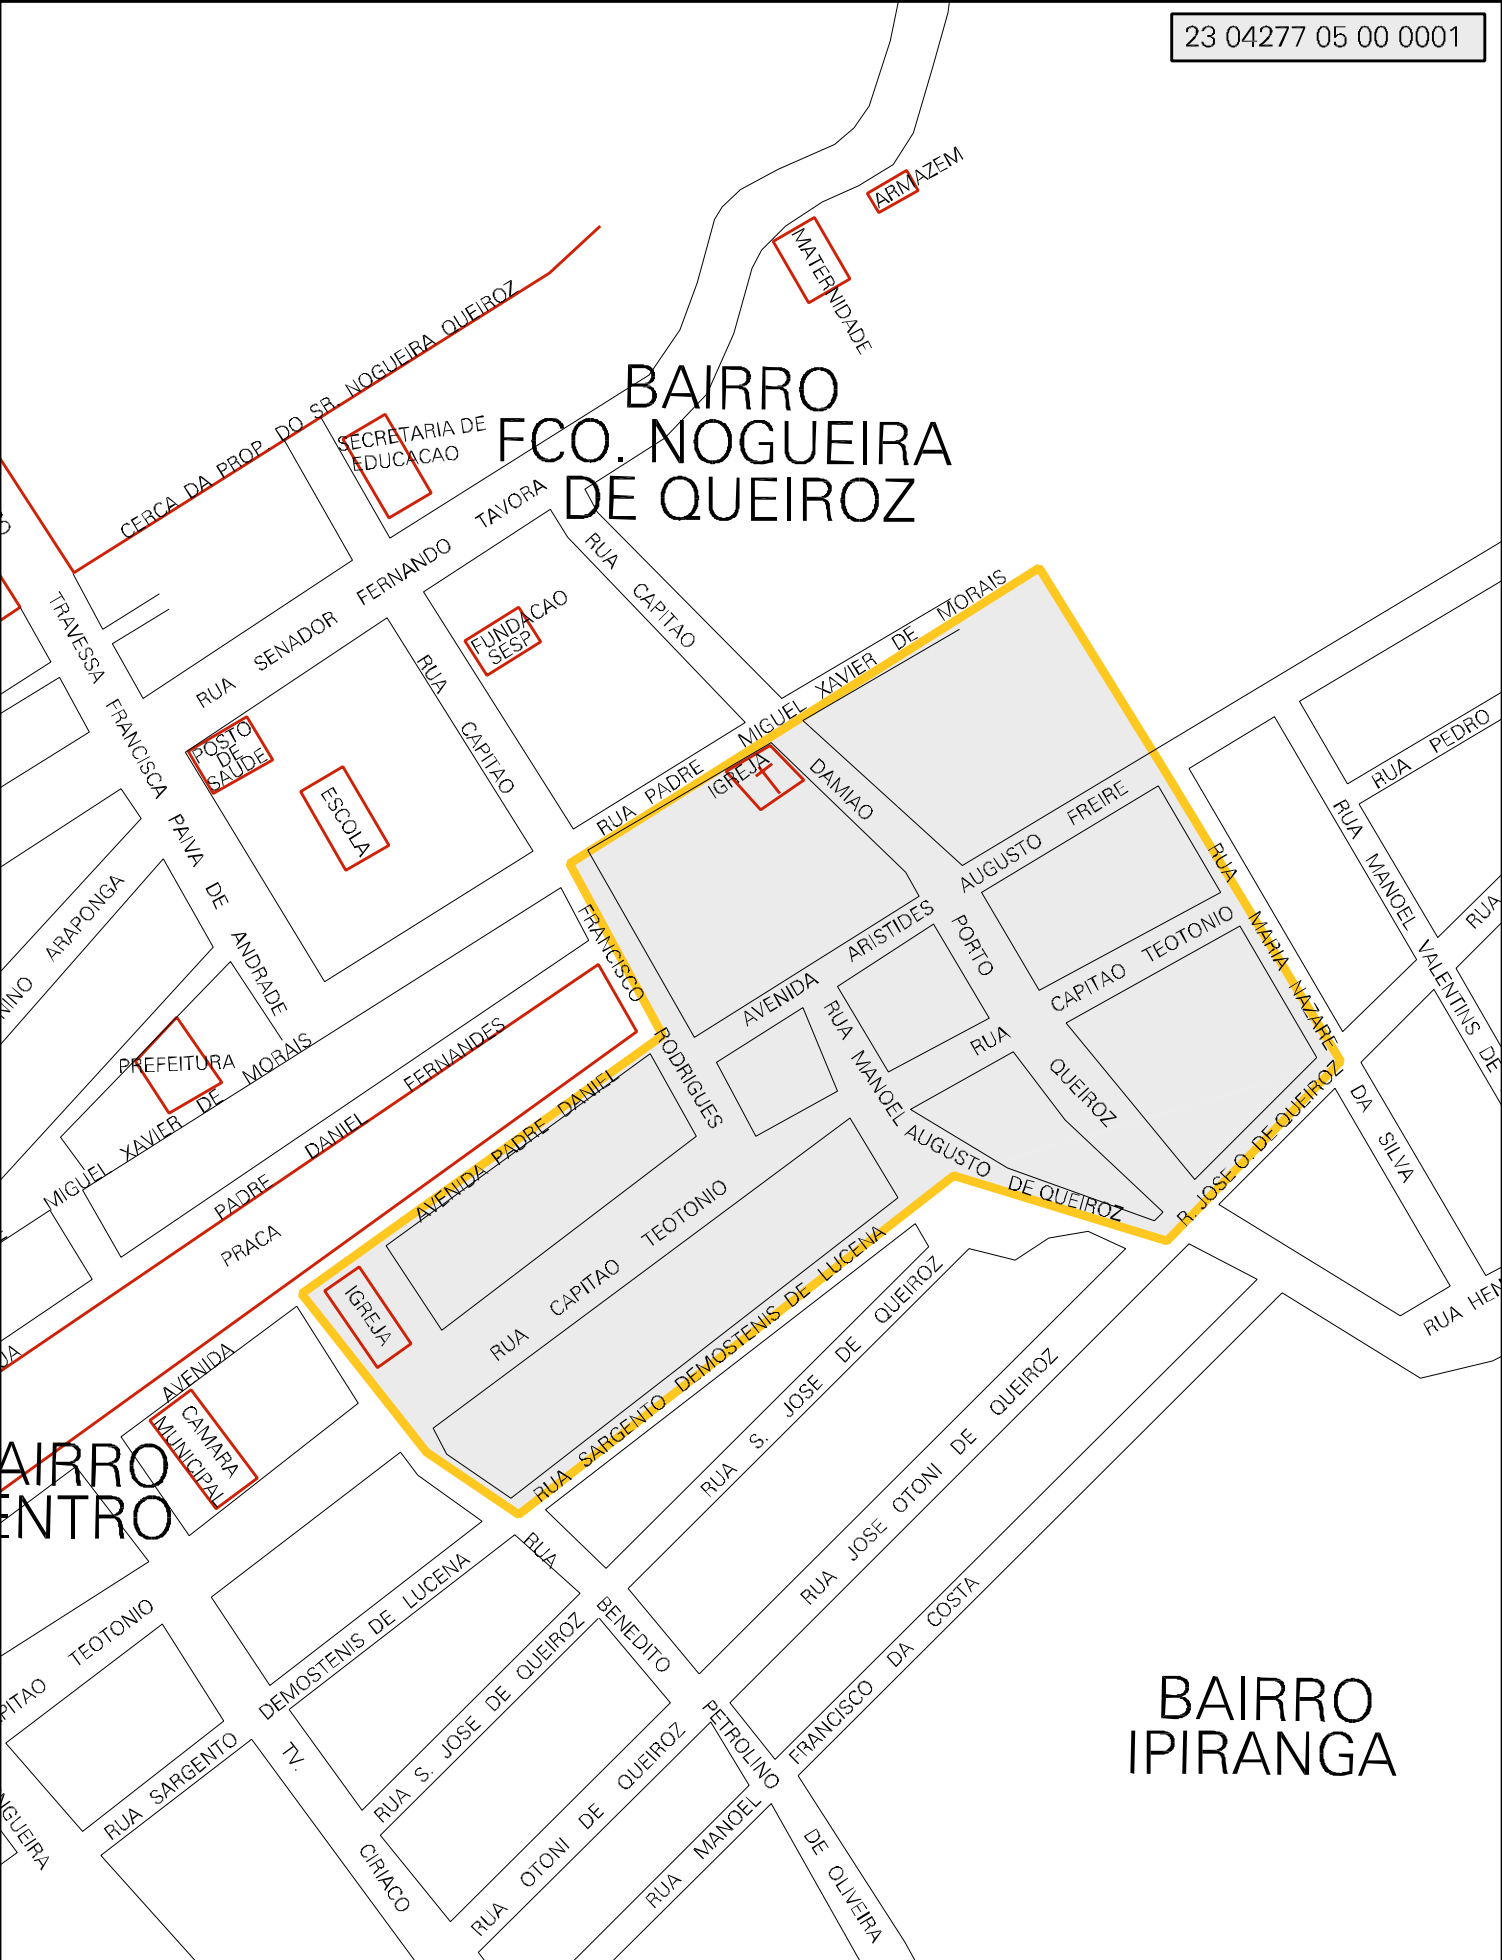 23 04277 05 00 0001
ARMAZEM
MATERNIDADE
CERCA DA PROP. DO SR. NOGUEIRA QUEIROZ
BAIRRO
FCO. NOGUEIRA
DE QUEIROZ
SECRETARIA DE
EDUCACAO
RUA SENADOR FERNANDO TAVORA
RUA CAPITAO
DAMIAO
PORTO
QUEIROZ
FUNDACAO
SESP
RUA CAPITAO
FRANCISCO
RODRIGUES
TRAVESSA FRANCISCA PAIVA DE ANDRADE
POSTO
DE
SAUDE
ESCOLA
RUA PADRE MIGUEL XAVIER DE MORAIS
IGREJA
AVENIDA ARISTIDES AUGUSTO FREIRE
RUA PEDRO
RUA MANOEL VALENTINS DE
RUA
RUA MARIA NAZARE
DA SILVA
ARAPONGA
PREFEITURA
MIGUEL XAVIER DE MORAIS
PADRE DANIEL FERNANDES
PRACA
AVENIDA PADRE DANIEL
RUA MANOEL
AUGUSTO
DE QUEIROZ
RUA CAPITAO TEOTONIO
R. JOSE O. DE QUEIROZ
RUA CAPITAO TEOTONIO
IGREJA
RUA SARGENTO DEMOSTENIS DE LUCENA
RUA S. JOSE DE QUEIROZ
RUA JOSE OTONI DE QUEIROZ
RUA HEN
AVENIDA
CAMARA
MUNICIPAL
AIRRO
ENTRO
RUA BENEDITO PETROLINO DE OLIVEIRA
PITAO TEOTONIO
RUA SARGENTO DEMOSTENIS DE LUCENA
TV. CIRIACO
RUA S. JOSE DE QUEIROZ
RUA OTONI DE QUEIROZ
RUA MANOEL FRANCISCO DA COSTA
BAIRRO
IPIRANGA